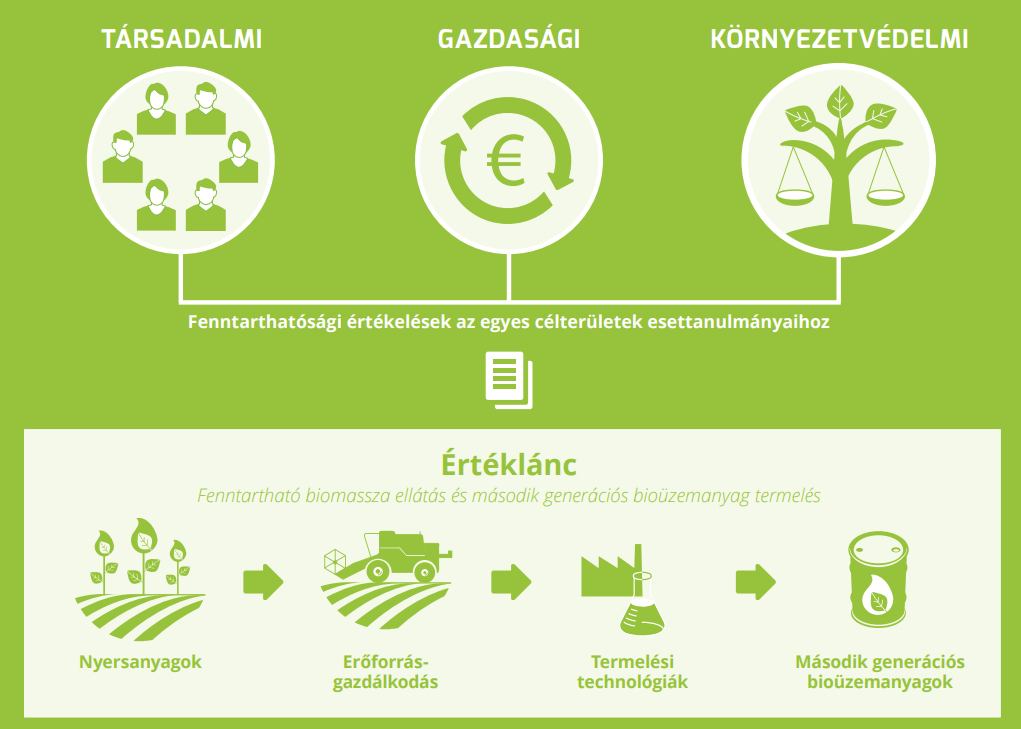 TÁRSADALMI
GAZDASÁGI
KÖRNYEZETVÉDELMI
€
Fenntarthatósági értékelések az egyes célterületek esettanulmányaihoz
Értéklánc
Fenntartható biomassza ellátás és második generációs bioüzemanyag termelés
Nyersanyagok
Erőforrás-
gazdálkodás
Termelési
technológiák
Második generációs
bioüzemanyagok